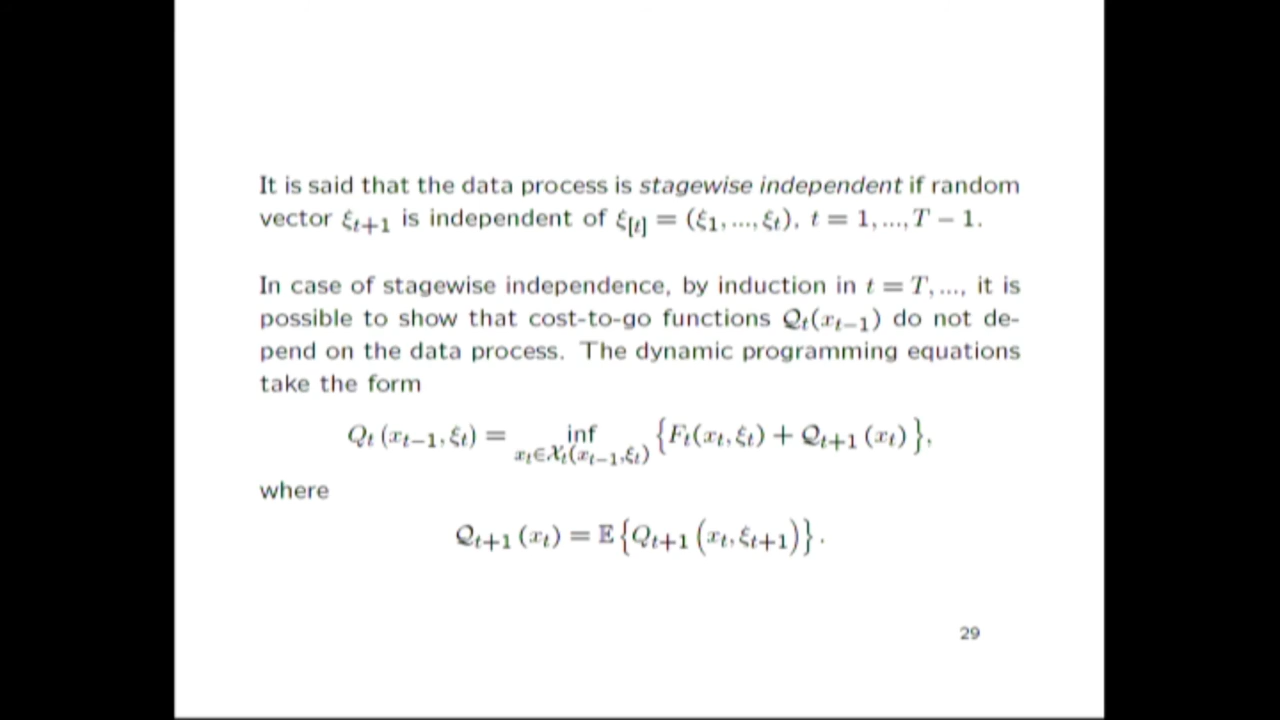 It is said that the data process is stagewise independent if random
vector ξ_{t+1} is independent of ξ_{[t]} = (ξ_1, ..., ξ_t), t = 1, ..., T − 1.
In case of stagewise independence, by induction in t = T, ..., it is
possible to show that cost-to-go functions 𝒬_t(x_{t−1}) do not de-
pend on the data process. The dynamic programming equations
take the form
Q_t (x_{t−1}, ξ_t) = inf_{x_t∈𝒳_t(x_{t−1},ξ_t)} {F_t(x_t, ξ_t) + 𝒬_{t+1} (x_t)},
where
𝒬_{t+1} (x_t) = 𝔼 {Q_{t+1} (x_t, ξ_{t+1})} .
29